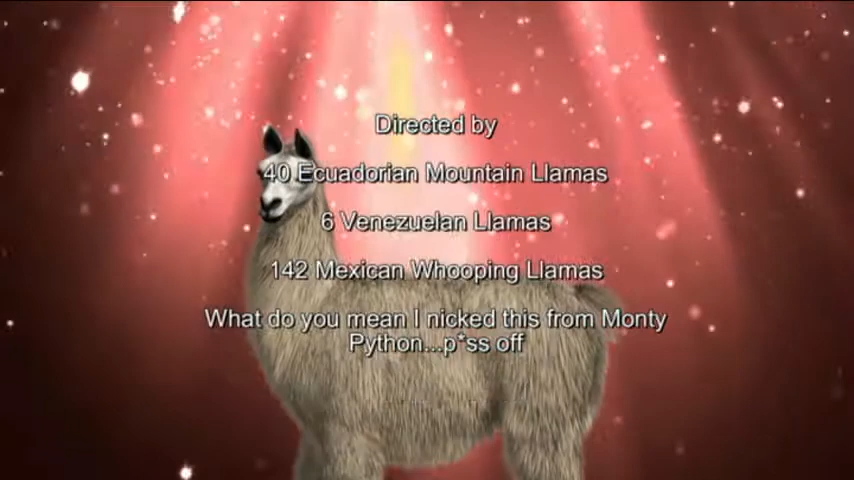 Directed by
40 Ecuadorian Mountain Llamas
6 Venezuelan Llamas
142 Mexican Whooping Llamas
What do you mean I nicked this from Monty
Python...p*ss off